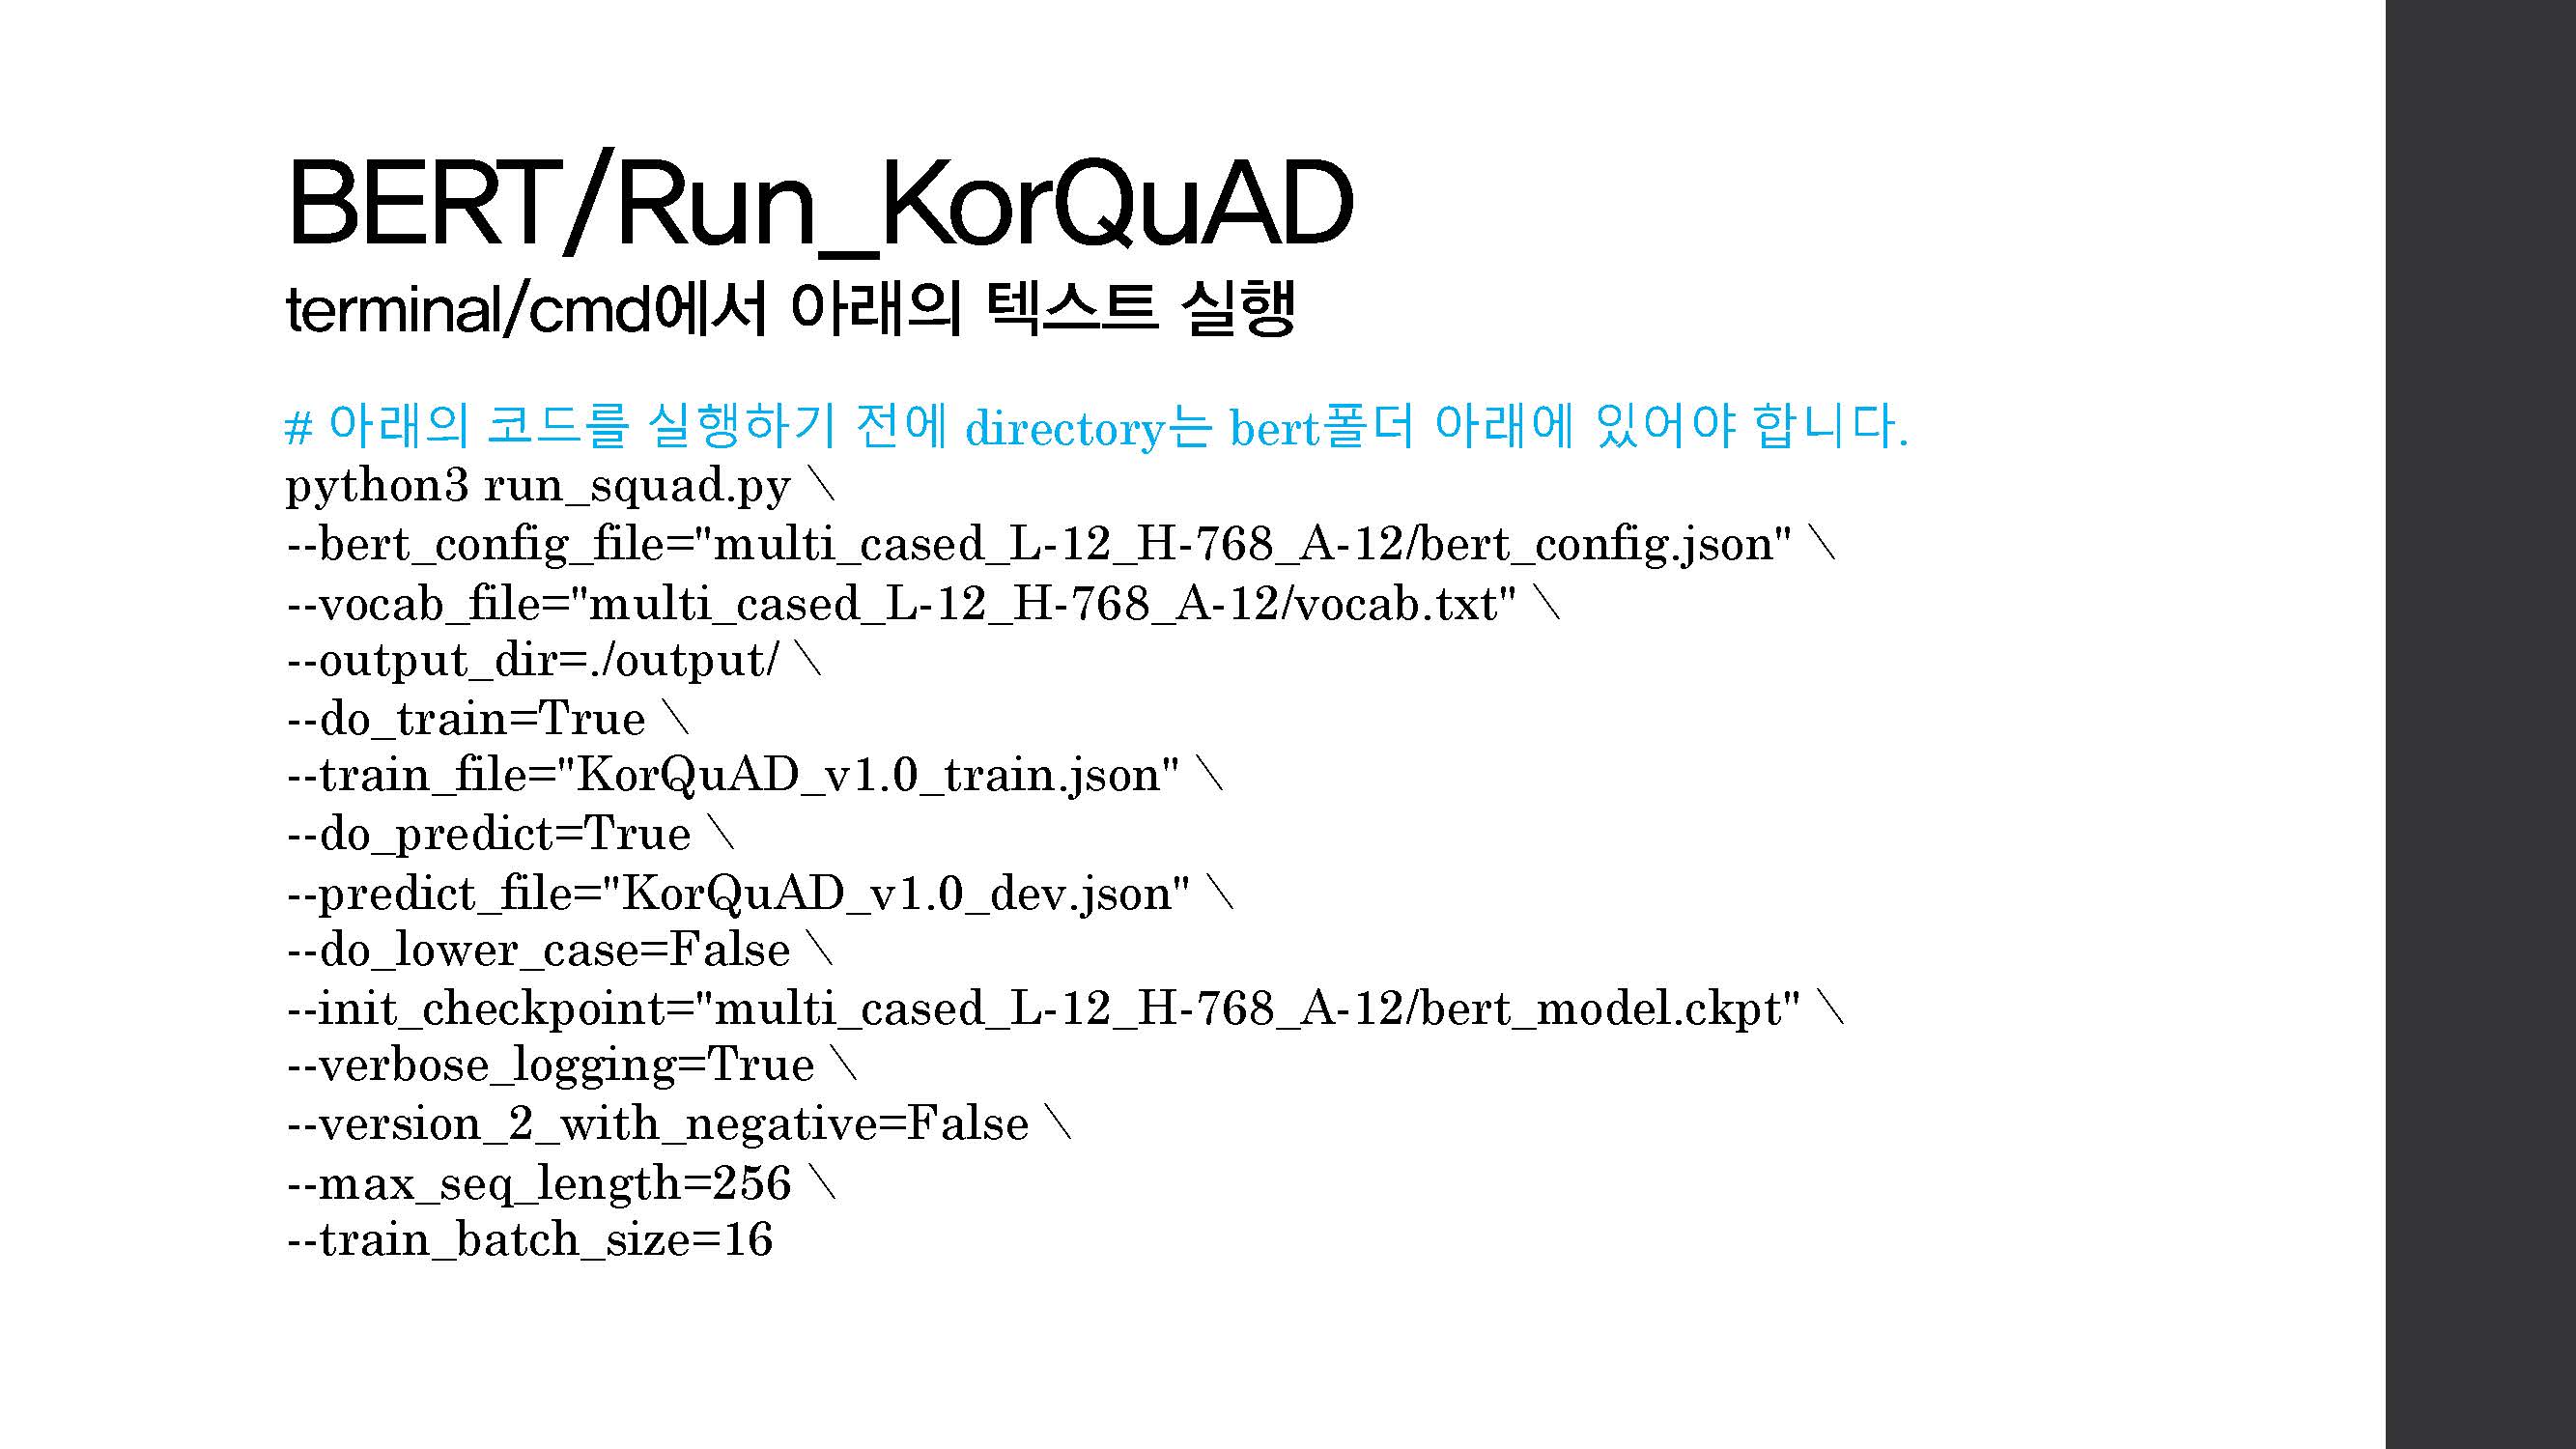 BERT/Run_KorQuAD
terminal/cmd에서 아래의 텍스트 실행
# 아래의 코드를 실행하기 전에 directory는 bert폴더 아래에 있어야 합니다.
python3 run_squad.py \
--bert_config_file="multi_cased_L-12_H-768_A-12/bert_config.json" \
--vocab_file="multi_cased_L-12_H-768_A-12/vocab.txt" \
--output_dir=./output/ \
--do_train=True \
--train_file="KorQuAD_v1.0_train.json" \
--do_predict=True \
--predict_file="KorQuAD_v1.0_dev.json" \
--do_lower_case=False \
--init_checkpoint="multi_cased_L-12_H-768_A-12/bert_model.ckpt" \
--verbose_logging=True \
--version_2_with_negative=False \
--max_seq_length=256 \
--train_batch_size=16